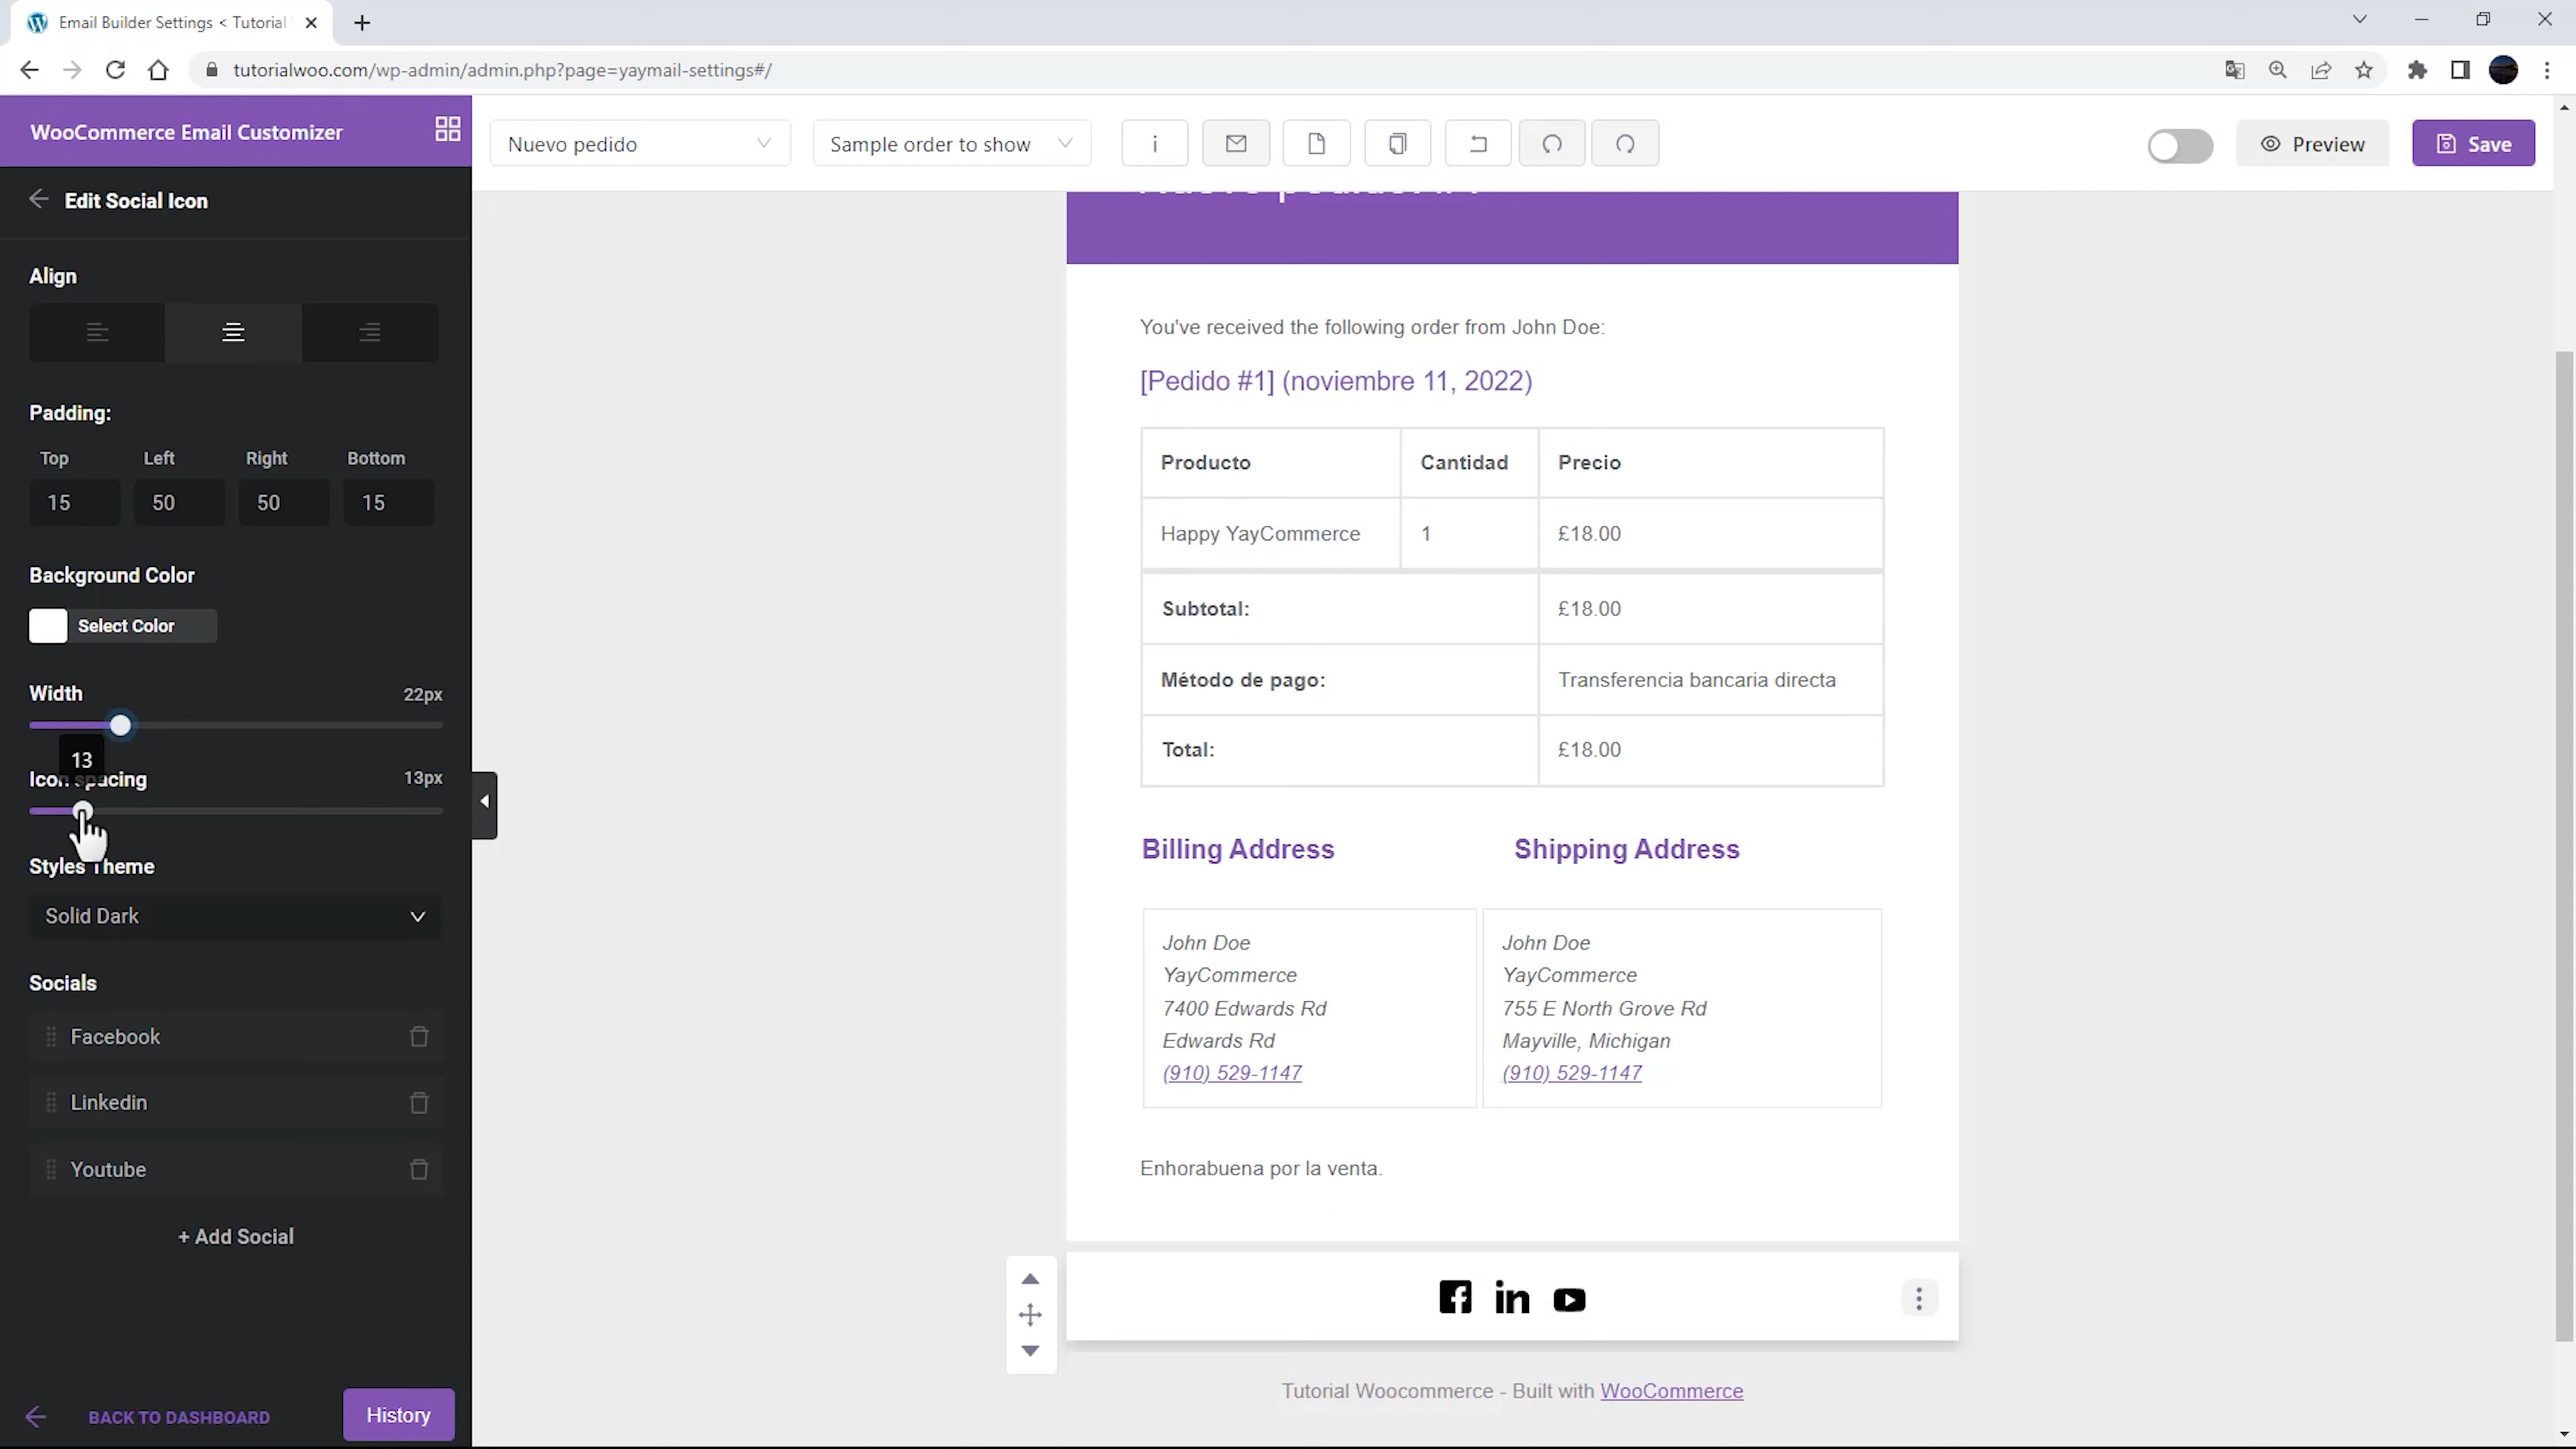 Email Builder Settings < Tutorial
tutorialwoo.com/wp-admin/admin.php?page=yaymail-settings#/
WooCommerce Email Customizer
Nuevo pedido
Sample order to show
i
Preview
Save
Edit Social Icon
Align
Padding:
Top Left Right Bottom
15 50 50 15
Background Color
Select Color
Width 22px
13
Icon spacing 13px
Styles Theme
Solid Dark
Socials
Facebook
Linkedin
Youtube
+ Add Social
BACK TO DASHBOARD
History
You've received the following order from John Doe:
[Pedido #1] (noviembre 11, 2022)
Producto Cantidad Precio
Happy YayCommerce 1 £18.00
Subtotal: £18.00
Método de pago: Transferencia bancaria directa
Total: £18.00
Billing Address
John Doe
YayCommerce
7400 Edwards Rd
Edwards Rd
(910) 529-1147
Shipping Address
John Doe
YayCommerce
755 E North Grove Rd
Mayville, Michigan
(910) 529-1147
Enhorabuena por la venta.
in
Tutorial Woocommerce - Built with WooCommerce